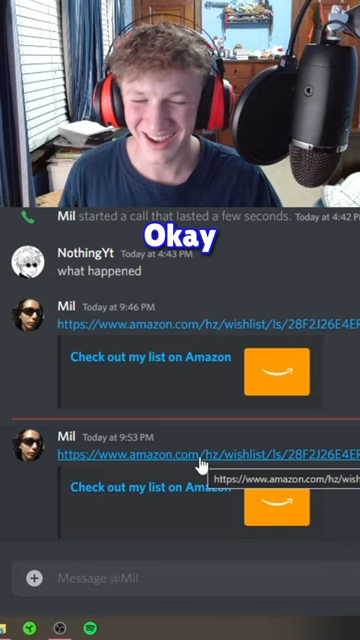 Mil started a call that lasted a few seconds. Today at 4:42 P
Okay
NothingYt Today at 4:43 PM
what happened
Mil Today at 9:46 PM
https://www.amazon.com/hz/wishlist/ls/28F2J26E4EF
Check out my list on Amazon
Mil Today at 9:53 PM
https://www.amazon.com/hz/wishlist/ls/28F2J26E4EF
https://www.amazon.com/hz/wish
Check out my list on Amazon
Message @Mil